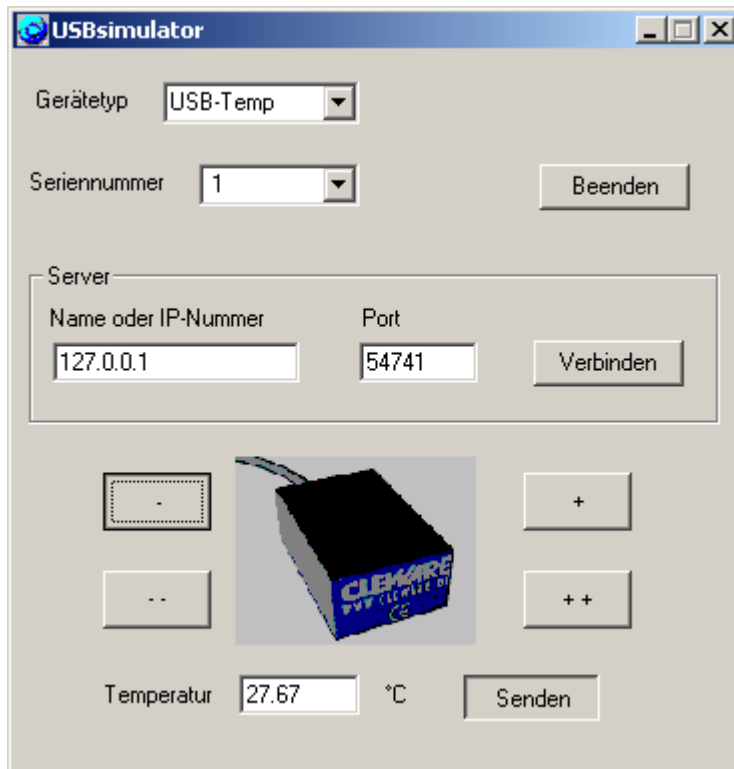 USBsimulator
Gerätetyp USB-Temp
Seriennummer 1 Beenden
Server
Name oder IP-Nummer Port
127.0.0.1 54741 Verbinden
- +
CLEWARE
- - + +
Temperatur 27.67 °C Senden